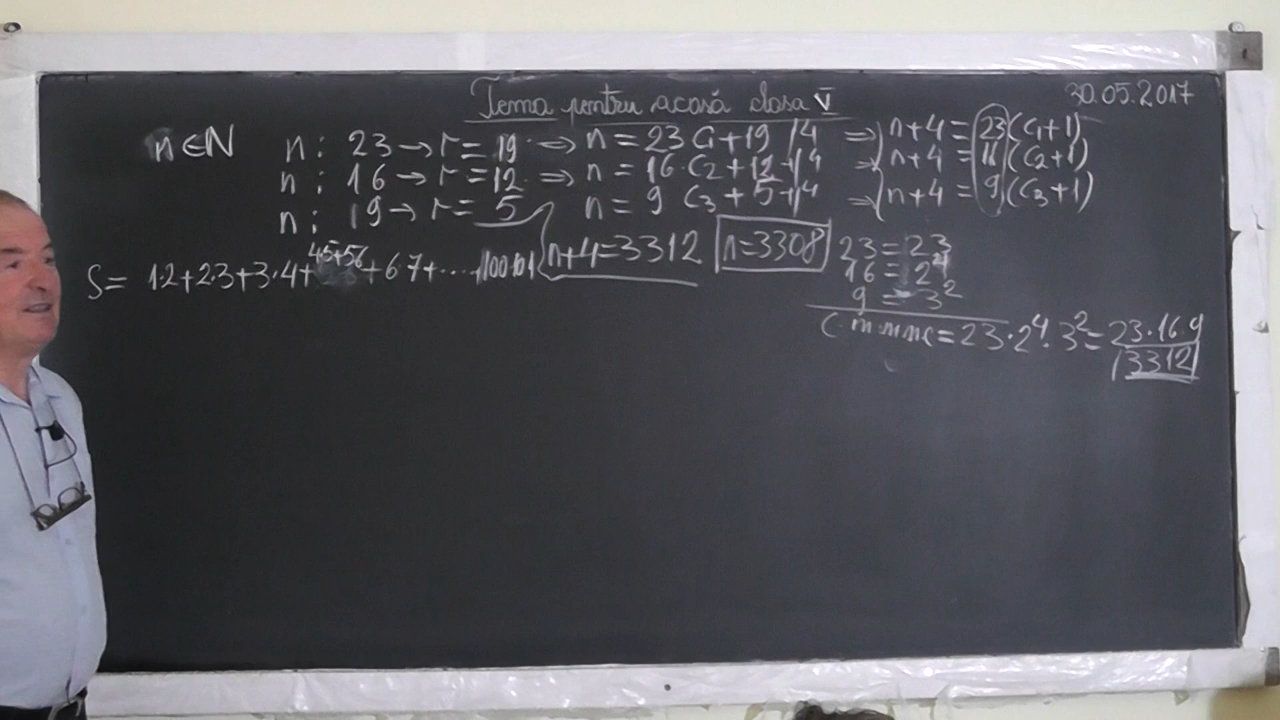 Tema pentru acasă clasa V
30.05.2017
n∈N n : 23 → r = 19 ⇒ n = 23 C1 + 19 /4 ⇒ n+4 = 23 (C1+1)
n : 16 → r = 12 ⇒ n = 16·C2 + 12 +/4 n+4 = 16 (C2+1)
n : 9 → r = 5 n = 9 C3 + 5 +/4 ⇒ n+4 = 9 (C3+1)
n+4 = 3312 n=3308
S = 1·2+2·3+3·4+4·5+5·6+6·7+....+100·101
23 = 23
16 = 2⁴
9 = 3²
c.m.m.m.c = 23·2⁴·3² = 23·16·9
3312